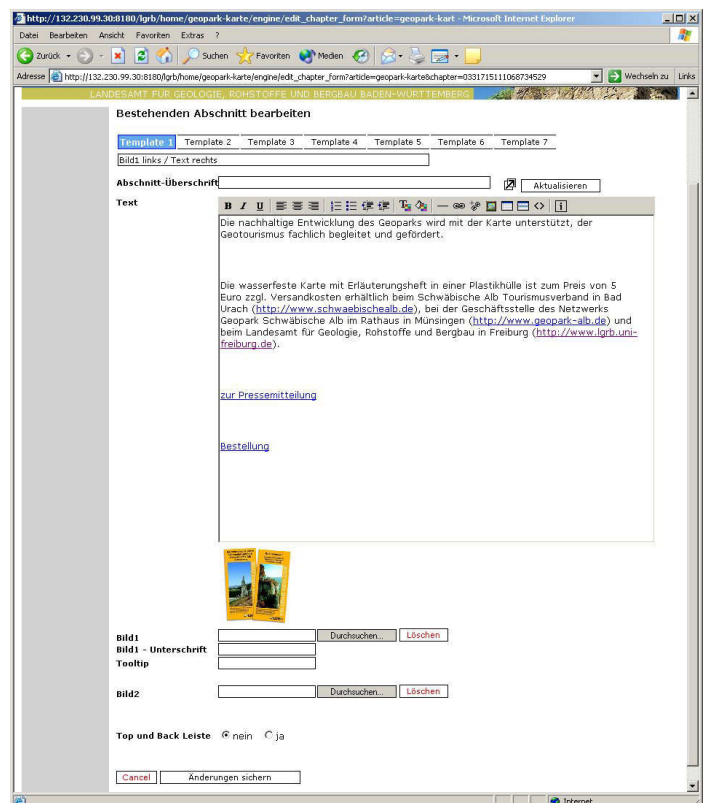 http://132.230.99.30:8180/lgrb/home/geopark-karte/engine/edit_chapter_form?article=geopark-kart - Microsoft Internet Explorer
Datei Bearbeiten Ansicht Favoriten Extras ?
Zurück Suchen Favoriten Medien
Adresse http://132.230.99.30:8180/lgrb/home/geopark-karte/engine/edit_chapter_form?article=geopark-karte&chapter=0331715111068734529 Wechseln zu Links
LANDESAMT FÜR GEOLOGIE, ROHSTOFFE UND BERGBAU BADEN-WÜRTTEMBERG
Bestehenden Abschnitt bearbeiten
Template 1 Template 2 Template 3 Template 4 Template 5 Template 6 Template 7
Bild1 links / Text rechts
Abschnitt-Überschrift Aktualisieren
Text
B I U
Die nachhaltige Entwicklung des Geoparks wird mit der Karte unterstützt, der
Geotourismus fachlich begleitet und gefördert.
Die wasserfeste Karte mit Erläuterungsheft in einer Plastikhülle ist zum Preis von 5
Euro zzgl. Versandkosten erhältlich beim Schwäbische Alb Tourismusverband in Bad
Urach (http://www.schwaebischealb.de), bei der Geschäftsstelle des Netzwerks
Geopark Schwäbische Alb im Rathaus in Münsingen (http://www.geopark-alb.de) und
beim Landesamt für Geologie, Rohstoffe und Bergbau in Freiburg (http://www.lgrb.uni-
freiburg.de).
zur Pressemitteilung
Bestellung
Bild1 Durchsuchen... Löschen
Bild1 - Unterschrift
Tooltip
Bild2 Durchsuchen... Löschen
Top und Back Leiste nein ja
Cancel Änderungen sichern
Internet